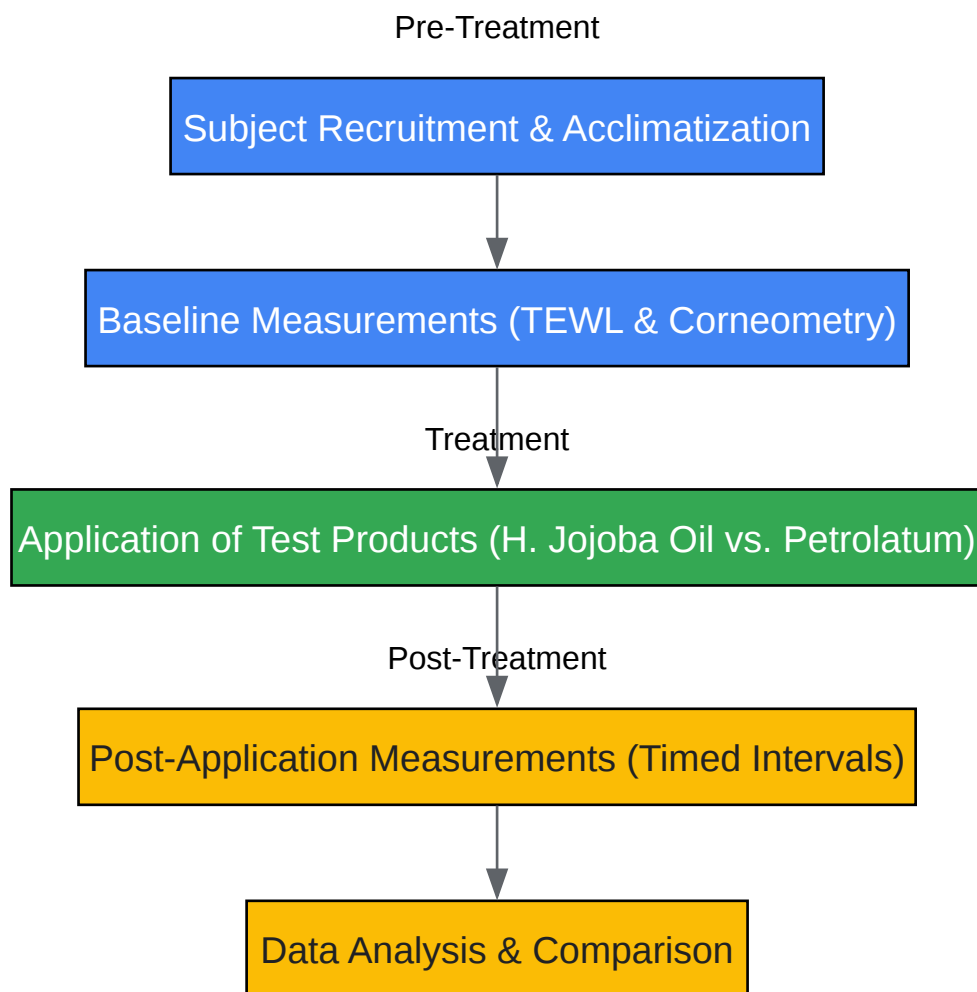 Pre-Treatment
Subject Recruitment & Acclimatization
Baseline Measurements (TEWL & Corneometry)
Treatment
Application of Test Products (H. Jojoba Oil vs. Petrolatum)
Post-Treatment
Post-Application Measurements (Timed Intervals)
Data Analysis & Comparison